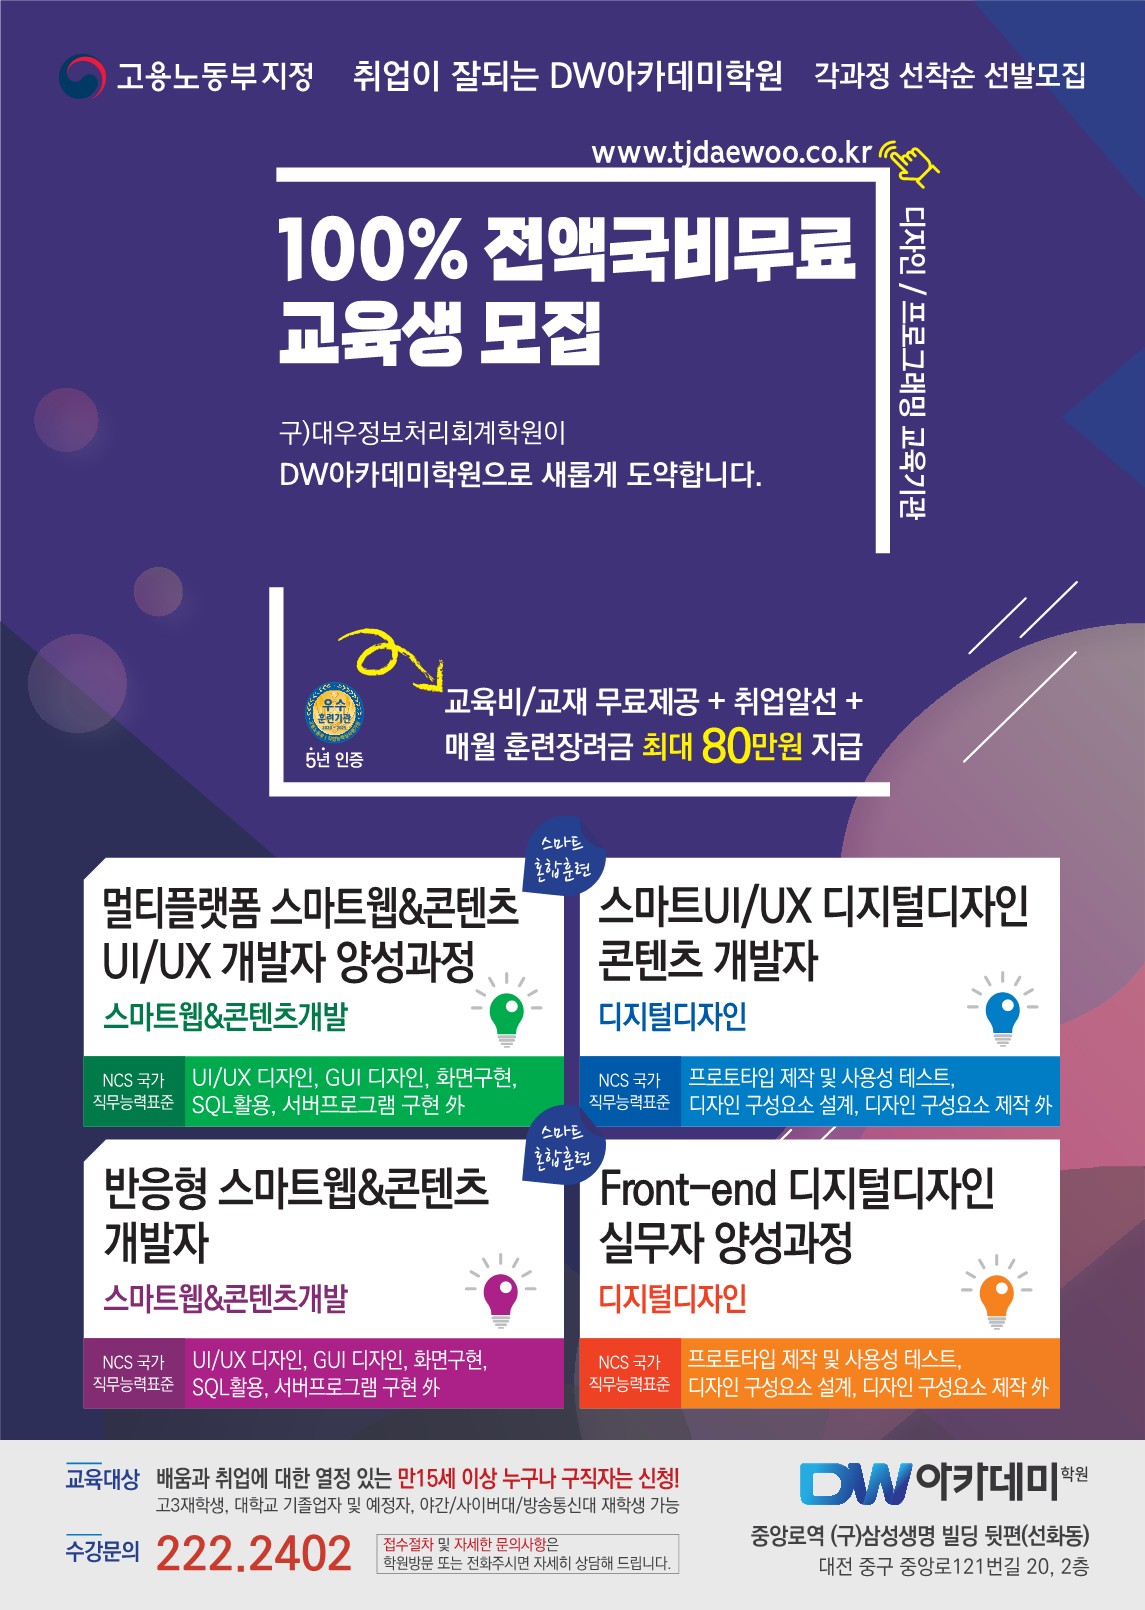 고용노동부지정 취업이 잘되는 DW아카데미학원 각과정 선착순 선발모집
www.tjdaewoo.co.kr
100% 전액국비무료
교육생 모집
디자인 / 프로그래밍 교육기관
구)대우정보처리회계학원이
DW아카데미학원으로 새롭게 도약합니다.
우수
훈련기관
5년 인증
교육비/교재 무료제공 + 취업알선 +
매월 훈련장려금 최대 80만원 지급
스마트
혼합훈련
멀티플랫폼 스마트웹&콘텐츠
UI/UX 개발자 양성과정
스마트웹&콘텐츠개발
NCS 국가
직무능력표준
UI/UX 디자인, GUI 디자인, 화면구현,
SQL활용, 서버프로그램 구현 外
스마트UI/UX 디지털디자인
콘텐츠 개발자
디지털디자인
NCS 국가
직무능력표준
프로토타입 제작 및 사용성 테스트,
디자인 구성요소 설계, 디자인 구성요소 제작 外
스마트
혼합훈련
반응형 스마트웹&콘텐츠
개발자
스마트웹&콘텐츠개발
NCS 국가
직무능력표준
UI/UX 디자인, GUI 디자인, 화면구현,
SQL활용, 서버프로그램 구현 外
Front-end 디지털디자인
실무자 양성과정
디지털디자인
NCS 국가
직무능력표준
프로토타입 제작 및 사용성 테스트,
디자인 구성요소 설계, 디자인 구성요소 제작 外
교육대상 배움과 취업에 대한 열정 있는 만15세 이상 누구나 구직자는 신청!
고3재학생, 대학교 기졸업자 및 예정자, 야간/사이버대/방송통신대 재학생 가능
수강문의 222.2402
접수절차 및 자세한 문의사항은
학원방문 또는 전화주시면 자세히 상담해 드립니다.
DW아카데미학원
중앙로역 (구)삼성생명 빌딩 뒷편(선화동)
대전 중구 중앙로121번길 20, 2층